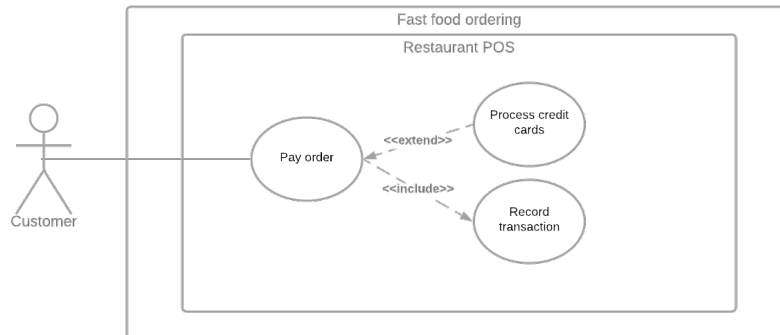 Fast food ordering
Restaurant POS
Process credit
cards
<<extend>>
Pay order
<<include>>
Record
transaction
Customer